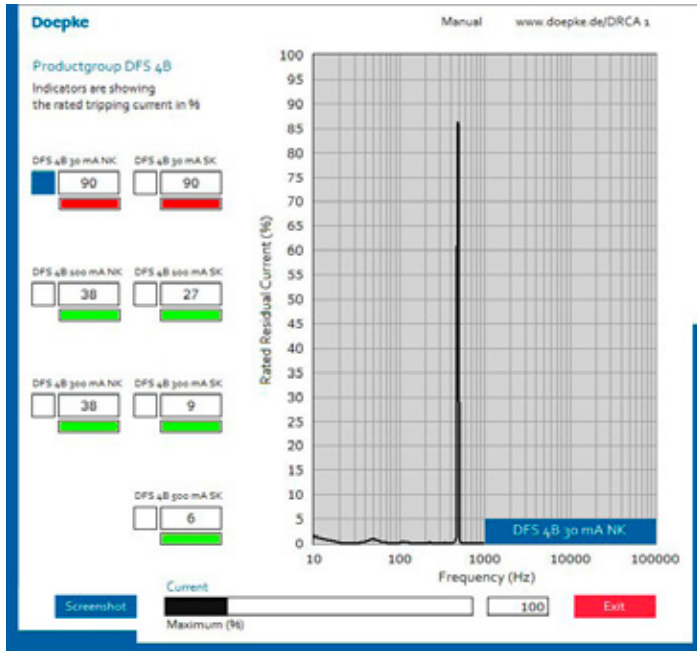 Doepke
Manual
www.doepke.de/DRCA 1
Productgroup DFS 4B
Indicators are showing
the rated tripping current in %
DFS 4B 30 mA NK
DFS 4B 30 mA SK
90
90
DFS 4B 100 mA NK
DFS 4B 100 mA SK
38
27
DFS 4B 300 mA NK
DFS 4B 300 mA SK
38
9
DFS 4B 500 mA SK
6
Rated Residual Current (%)
100
95
90
85
80
75
70
65
60
55
50
45
40
35
30
25
20
15
10
5
0
DFS 4B 30 mA NK
10
100
1000
10000
100000
Frequency (Hz)
Screenshot
Current
Maximum (%)
100
Exit